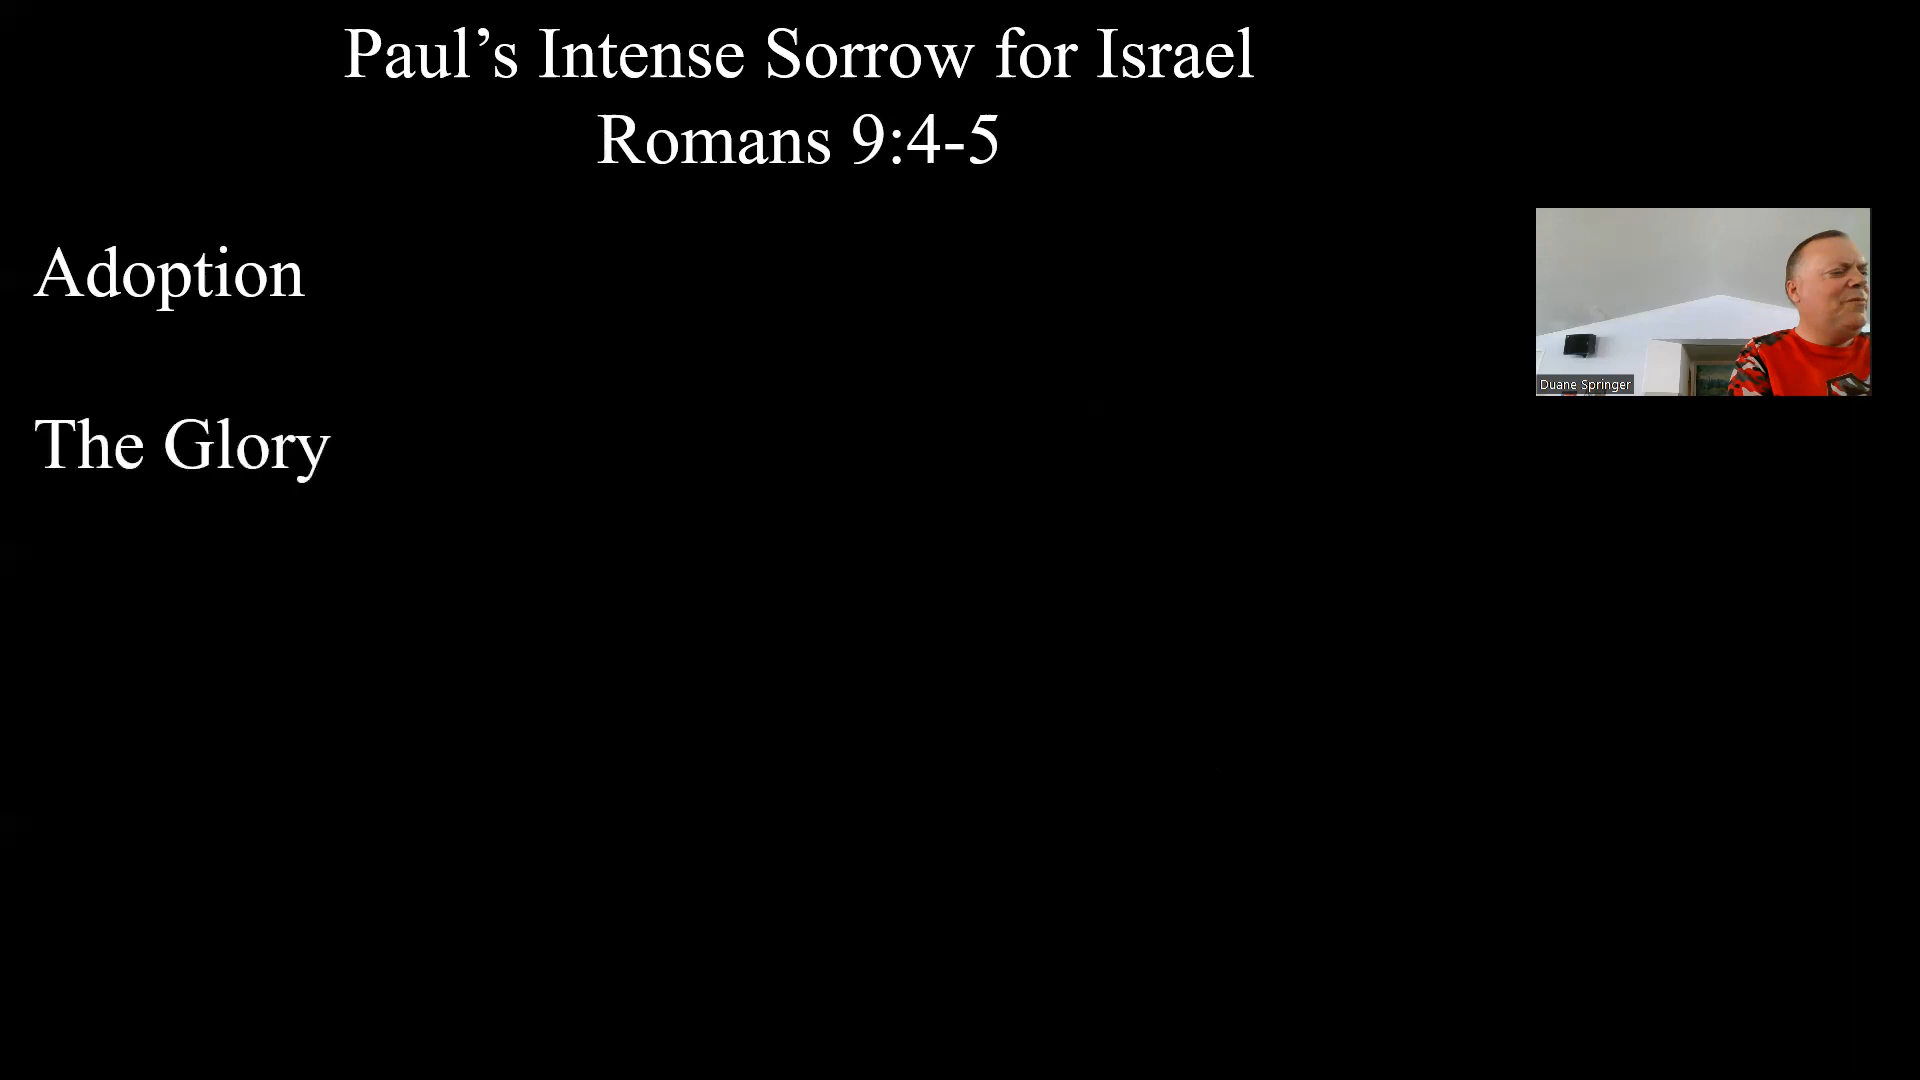 Paul’s Intense Sorrow for Israel
Romans 9:4-5
Adoption
The Glory
Duane Springer